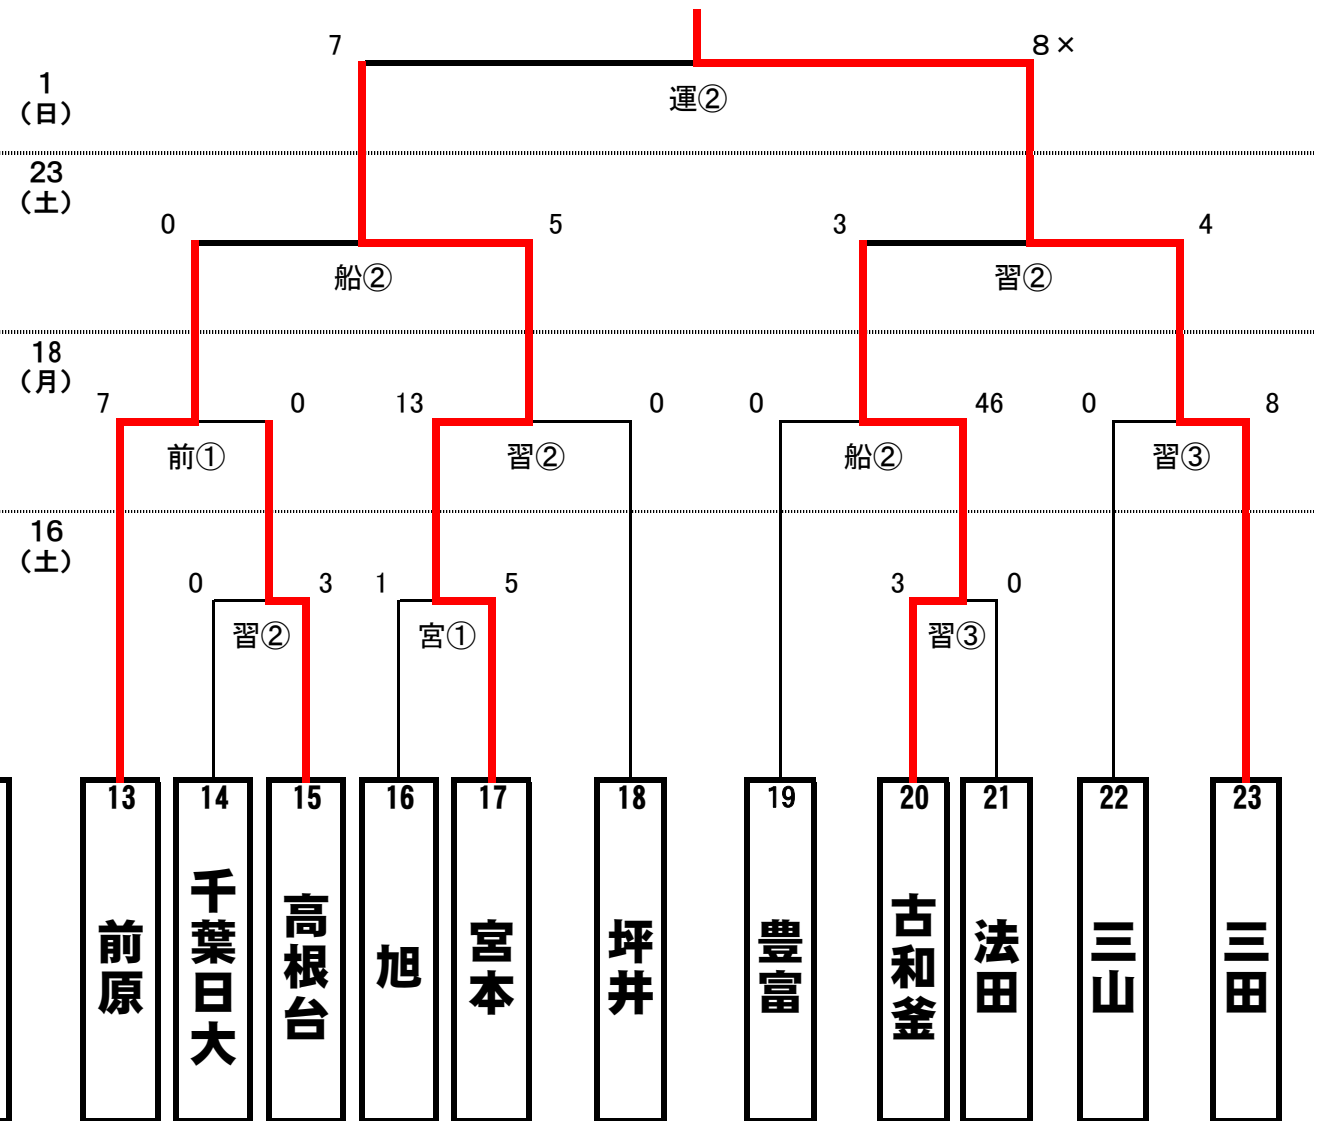 7 8×
1
（日）
運②
23
（土）
0 5 3 4
船② 習②
18
（月）
7 0 13 0 0 46 0 8
前① 習② 船② 習③
16
（土）
0 3 1 5 3 0
習② 宮① 習③
13 14 15 16 17 18 19 20 21 22 23
前原
千葉日大
高根台
旭
宮本
坪井
豊富
古和釜
法田
三山
三田